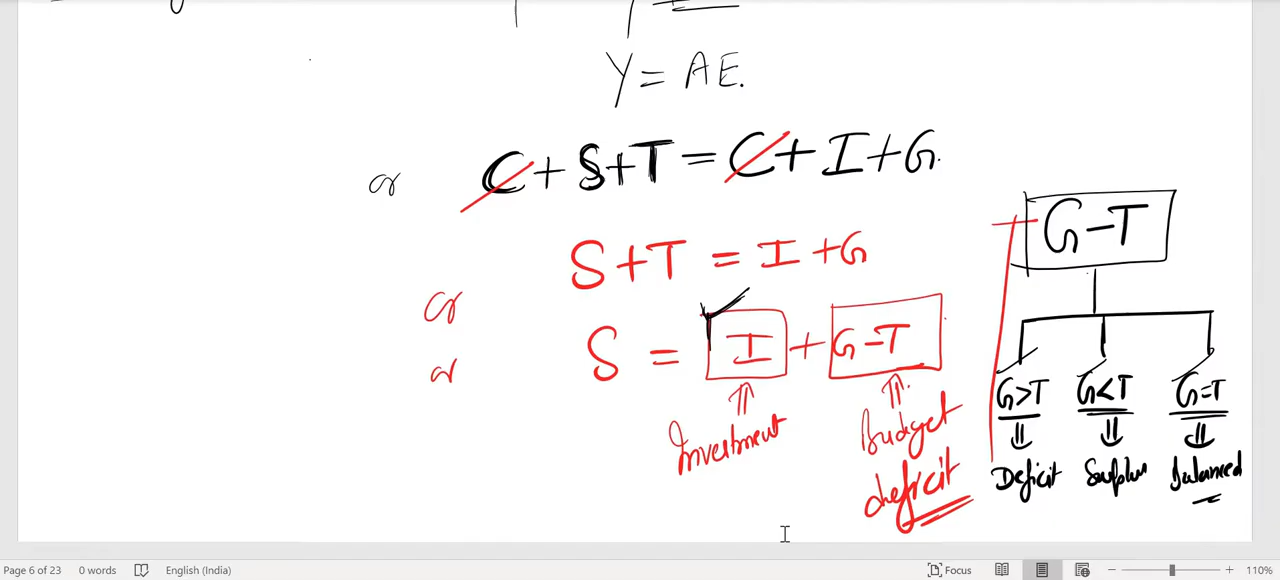 Y = AE.
or C + S+T = C + I+G.
S+T = I+G
or
or S = I + G-T
Investment
Budget
deficit
G-T
G>T G<T G=T
Deficit Surplus Balanced
Page 6 of 23 0 words English (India) Focus 110%